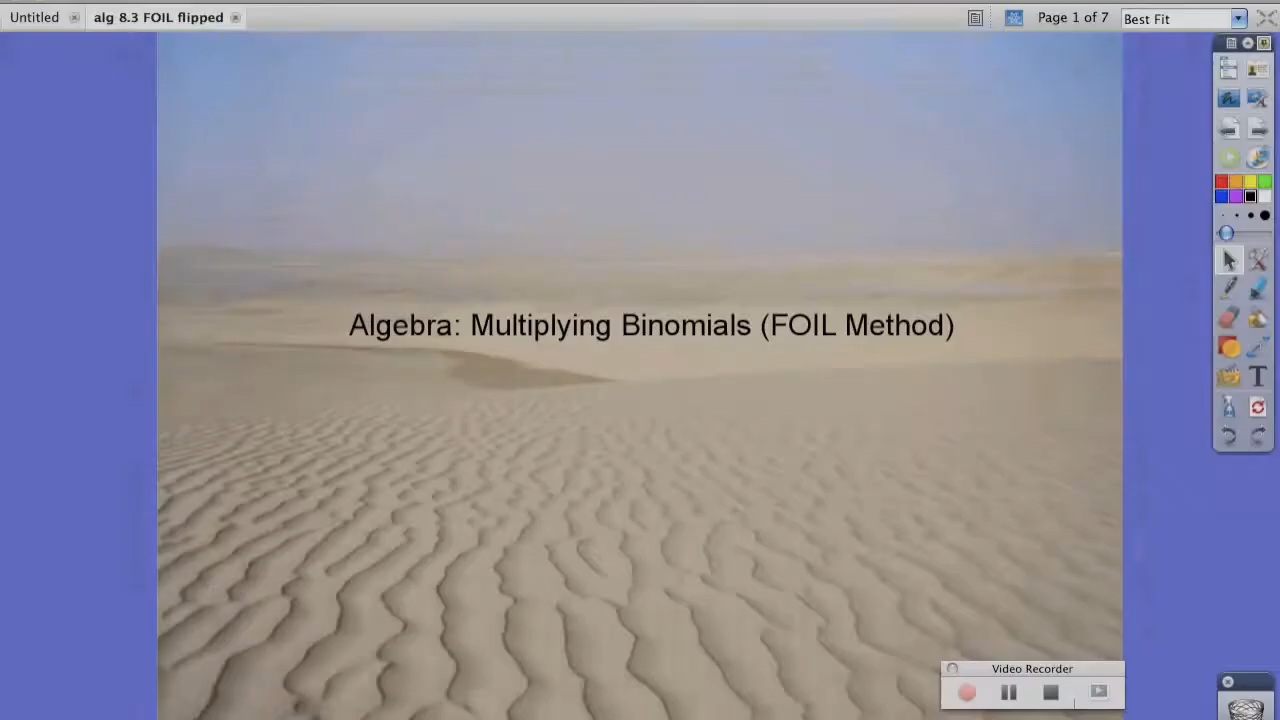 Untitled
alg 8.3 FOIL flipped
Page 1 of 7
Best Fit
Algebra: Multiplying Binomials (FOIL Method)
Video Recorder